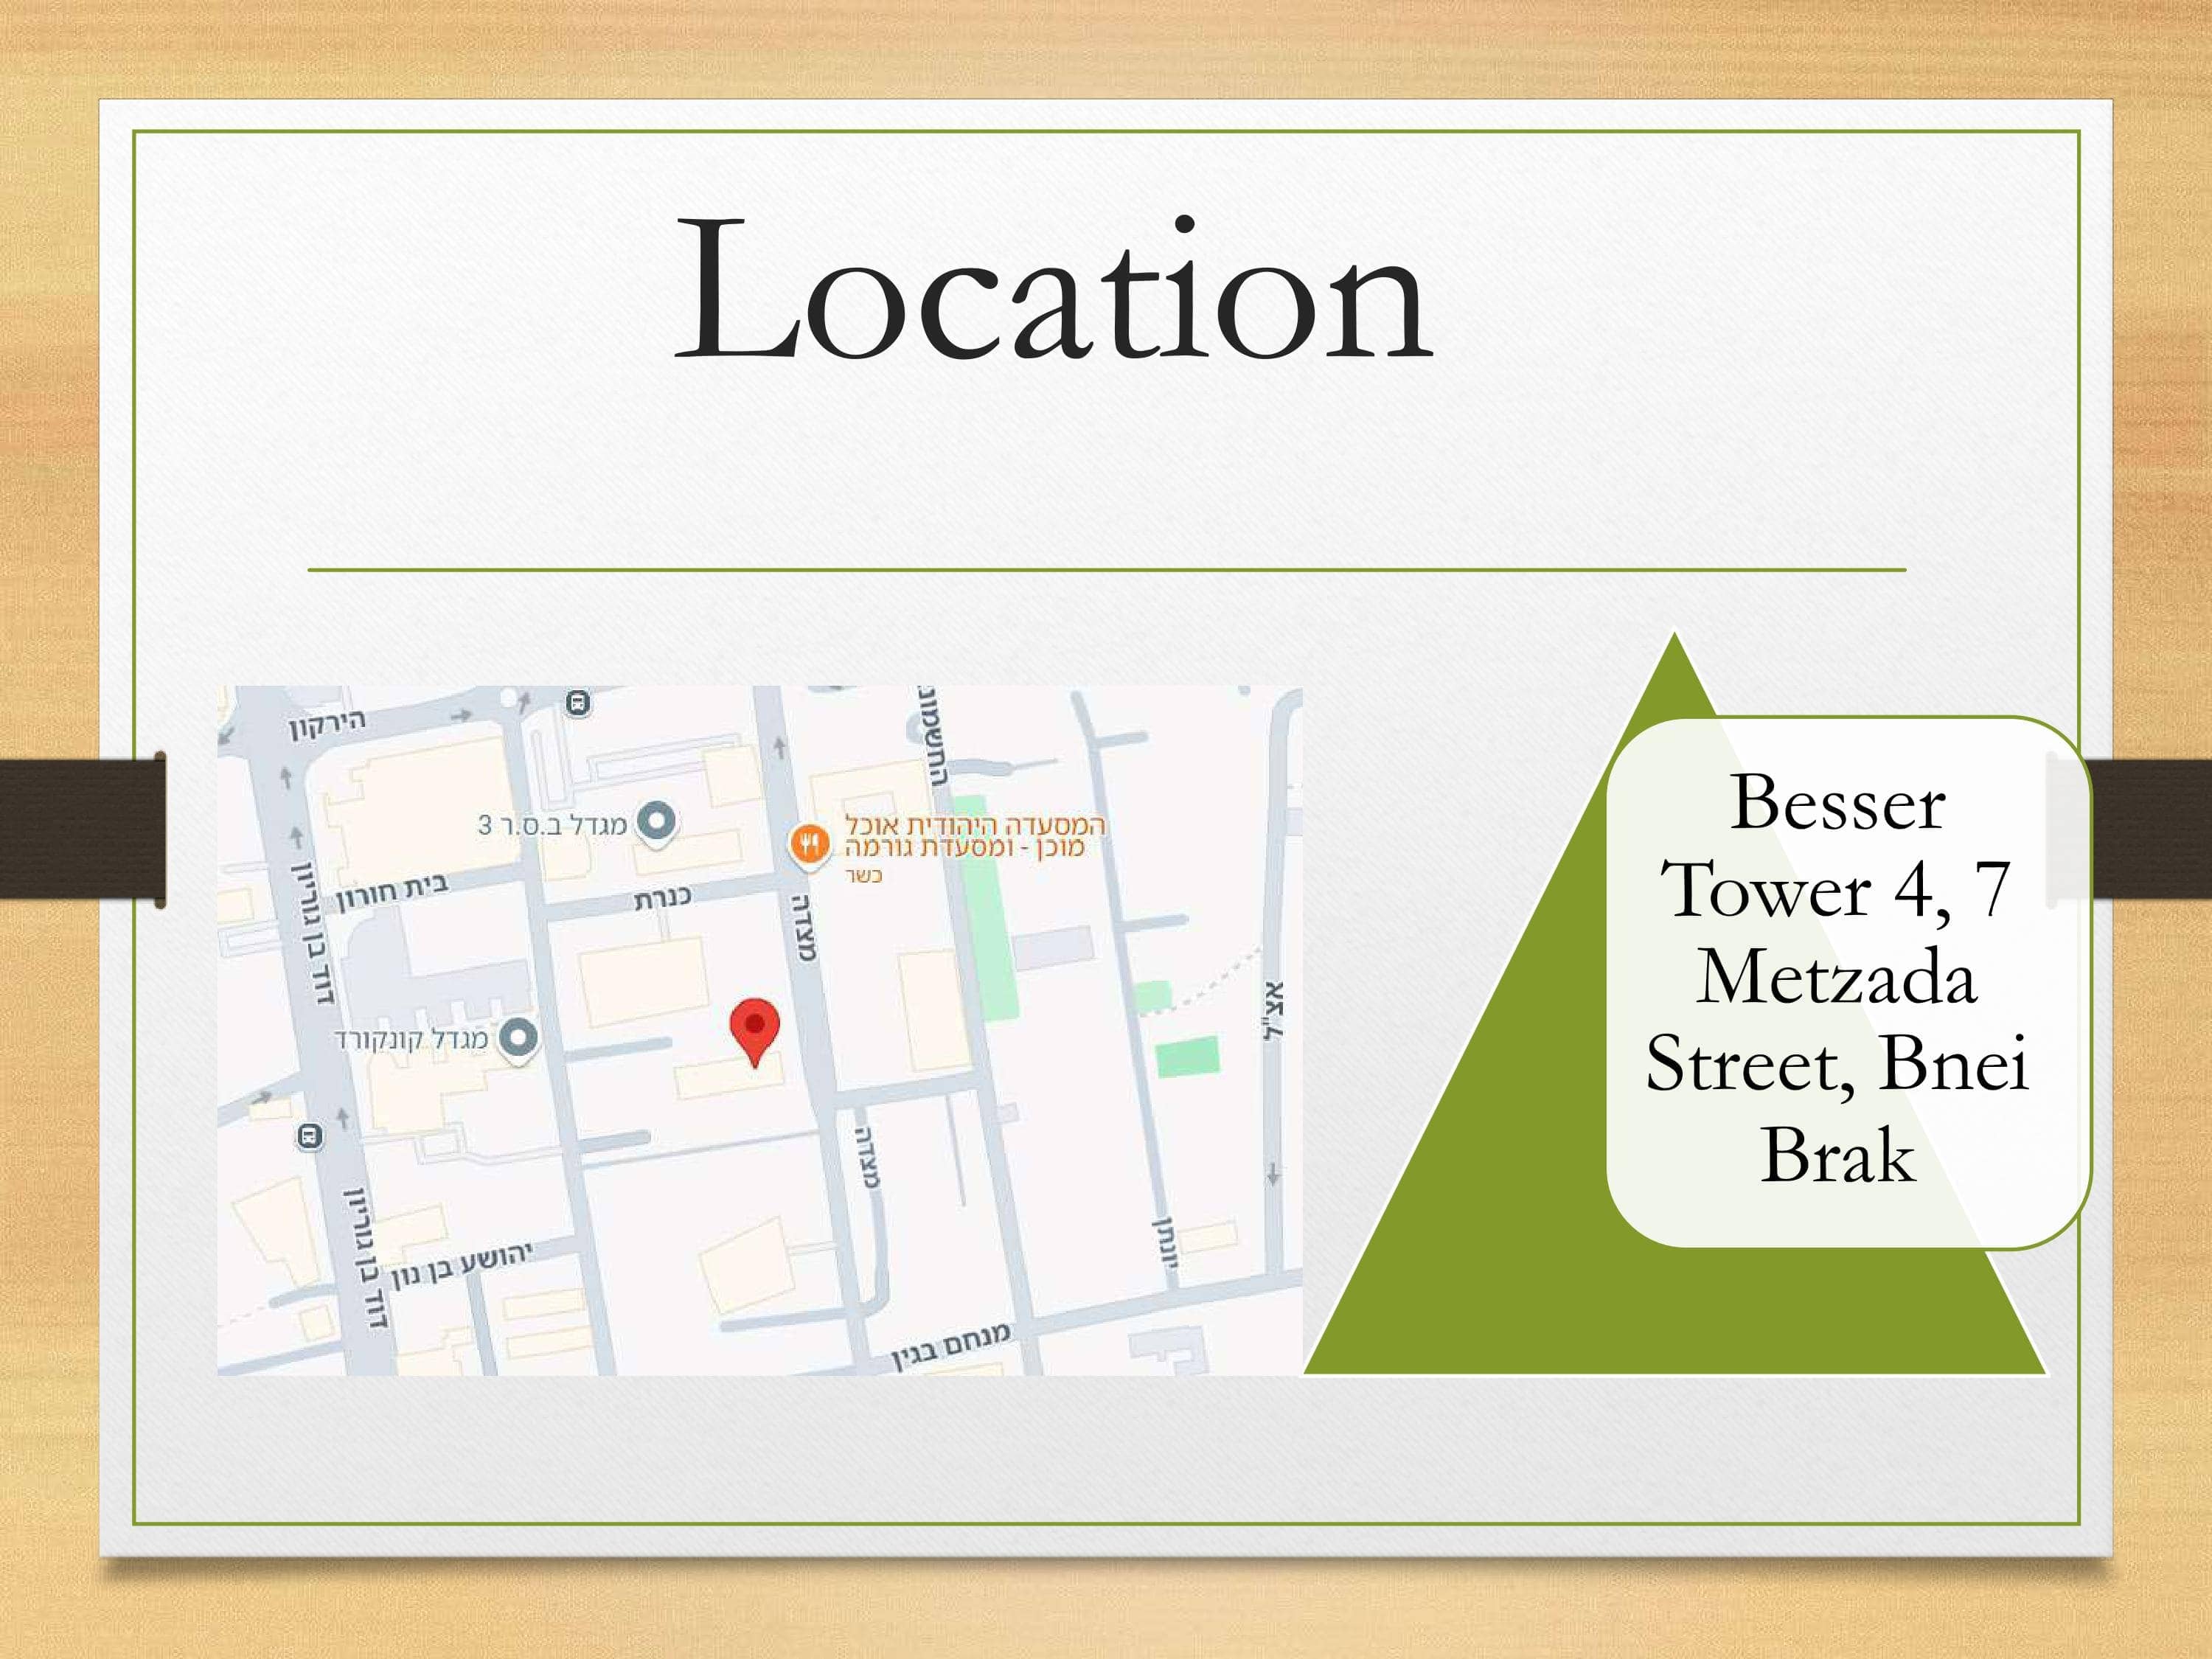 Location
הירקון
החשמונ
מגדל ב.ס.ר 3
המסעדה היהודית אוכל
מוכן - ומסעדת גורמה
כשר
בית חורון
כנרת
מצדה
דוד בן גוריון
מגדל קונקורד
אצ"ל
מצדה
דוד בן גוריון
יהושע בן נון
יונתן
מנחם בגין
Besser
Tower 4, 7
Metzada
Street, Bnei
Brak